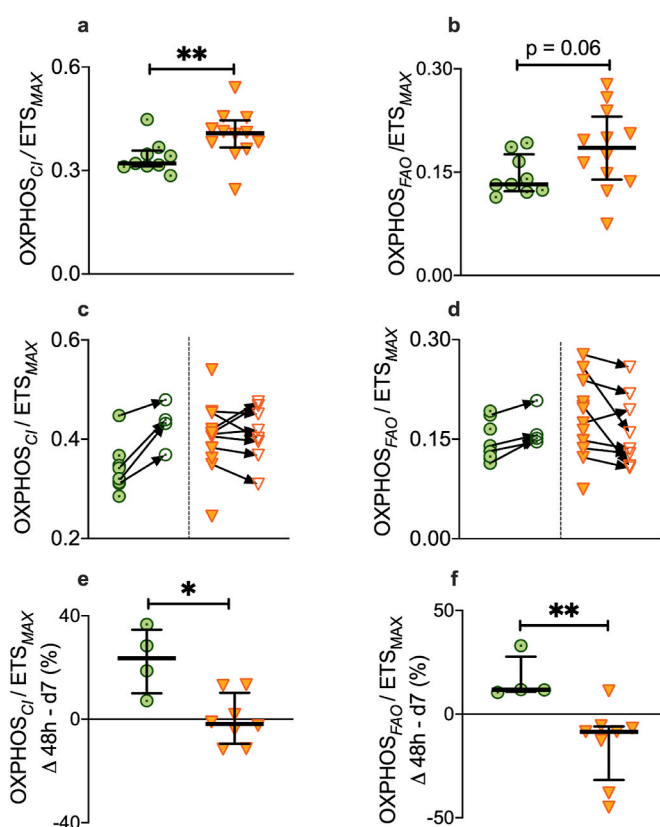 a
OXPHOSCI/ ETSMAX
0.6
0.3
0.0
**
b
OXPHOSFAO /ETSMAX
0.30
0.15
0.00
p = 0.06
c
OXPHOSCI / ETSMAX
0.6
0.4
0.2
d
OXPHOSFAO / ETSMAX
0.30
0.15
0.00
e
OXPHOSCI/ ETSMAX
Δ 48h - d7 (%)
40
0
-40
*
f
OXPHOSFAO/ ETSMAX
Δ 48h - d7 (%)
50
0
-50
**